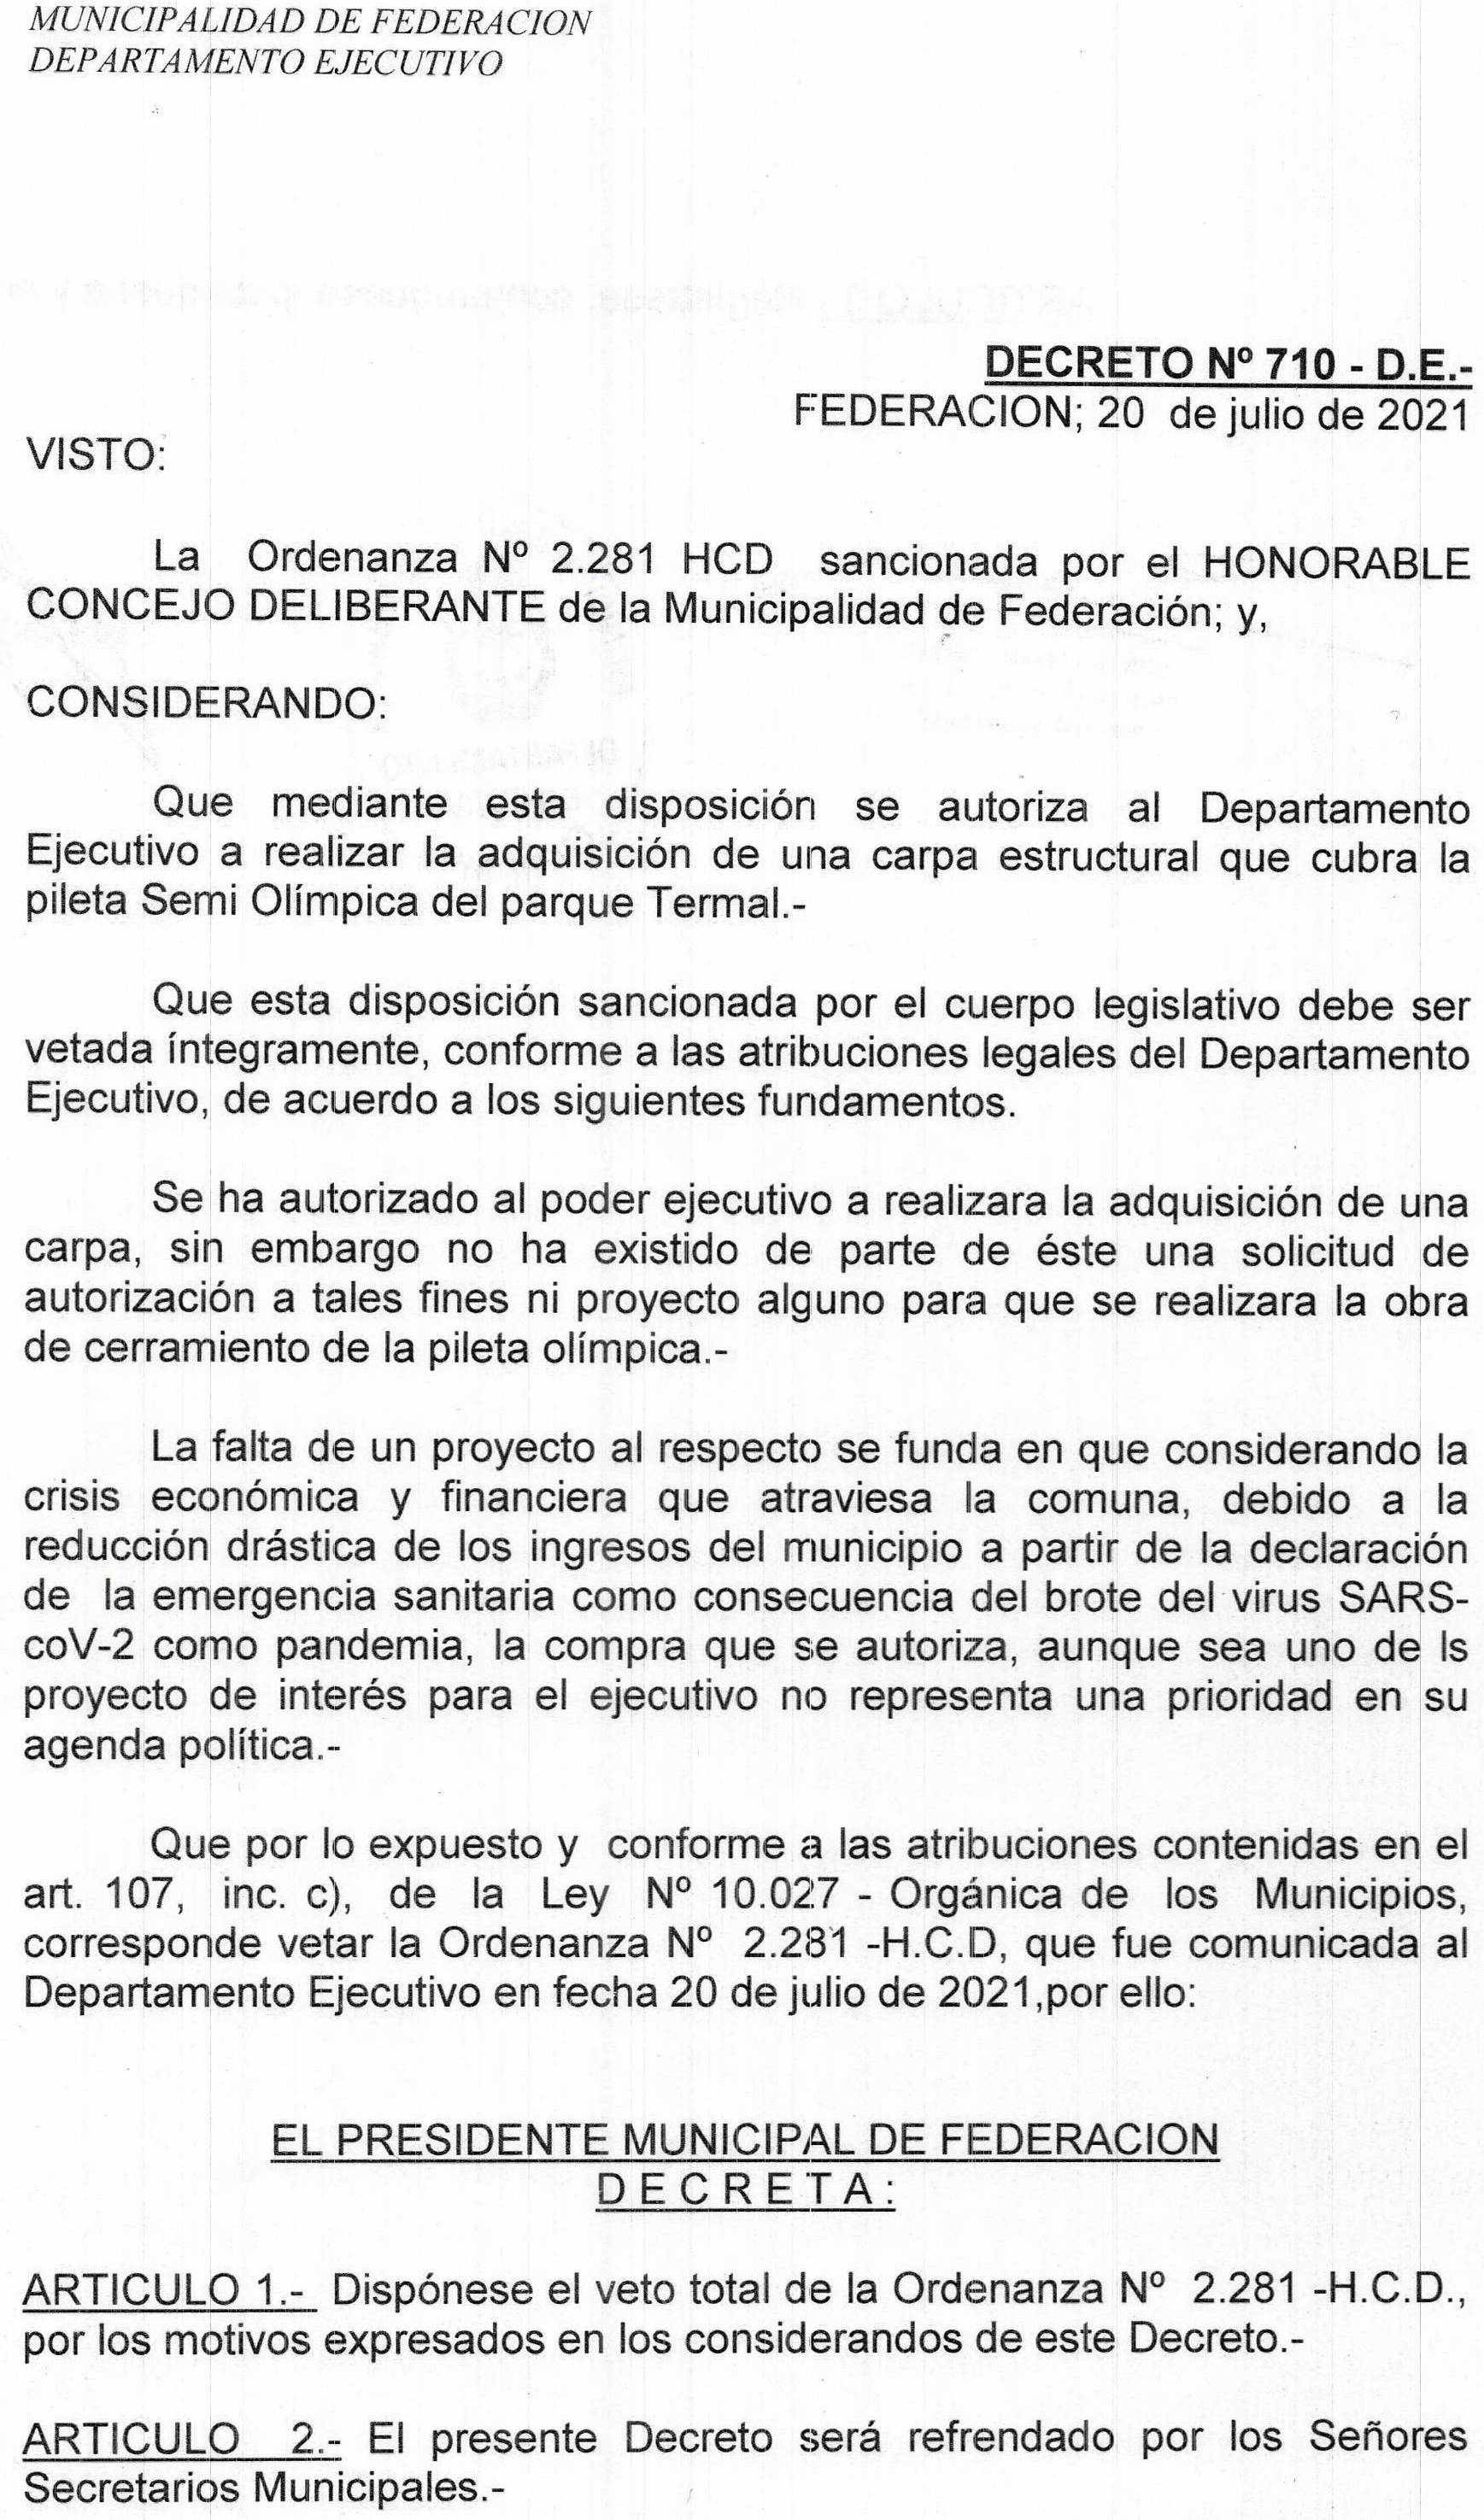 MUNICIPALIDAD DE FEDERACION
DEPARTAMENTO EJECUTIVO
DECRETO Nº 710 - D.E.-
FEDERACION; 20 de julio de 2021
VISTO:
La Ordenanza Nº 2.281 HCD sancionada por el HONORABLE
CONCEJO DELIBERANTE de la Municipalidad de Federación; y,
CONSIDERANDO:
Que mediante esta disposición se autoriza al Departamento
Ejecutivo a realizar la adquisición de una carpa estructural que cubra la
pileta Semi Olímpica del parque Termal.-
Que esta disposición sancionada por el cuerpo legislativo debe ser
vetada íntegramente, conforme a las atribuciones legales del Departamento
Ejecutivo, de acuerdo a los siguientes fundamentos.
Se ha autorizado al poder ejecutivo a realizara la adquisición de una
carpa, sin embargo no ha existido de parte de éste una solicitud de
autorización a tales fines ni proyecto alguno para que se realizara la obra
de cerramiento de la pileta olímpica.-
La falta de un proyecto al respecto se funda en que considerando la
crisis económica y financiera que atraviesa la comuna, debido a la
reducción drástica de los ingresos del municipio a partir de la declaración
de la emergencia sanitaria como consecuencia del brote del virus SARS-
coV-2 como pandemia, la compra que se autoriza, aunque sea uno de ls
proyecto de interés para el ejecutivo no representa una prioridad en su
agenda política.-
Que por lo expuesto y conforme a las atribuciones contenidas en el
art. 107, inc. c), de la Ley Nº 10.027 - Orgánica de los Municipios,
corresponde vetar la Ordenanza Nº 2.281 -H.C.D, que fue comunicada al
Departamento Ejecutivo en fecha 20 de julio de 2021,por ello:
EL PRESIDENTE MUNICIPAL DE FEDERACION
D E C R E T A :
ARTICULO 1.- Dispónese el veto total de la Ordenanza Nº 2.281 -H.C.D.,
por los motivos expresados en los considerandos de este Decreto.-
ARTICULO 2.- El presente Decreto será refrendado por los Señores
Secretarios Municipales.-